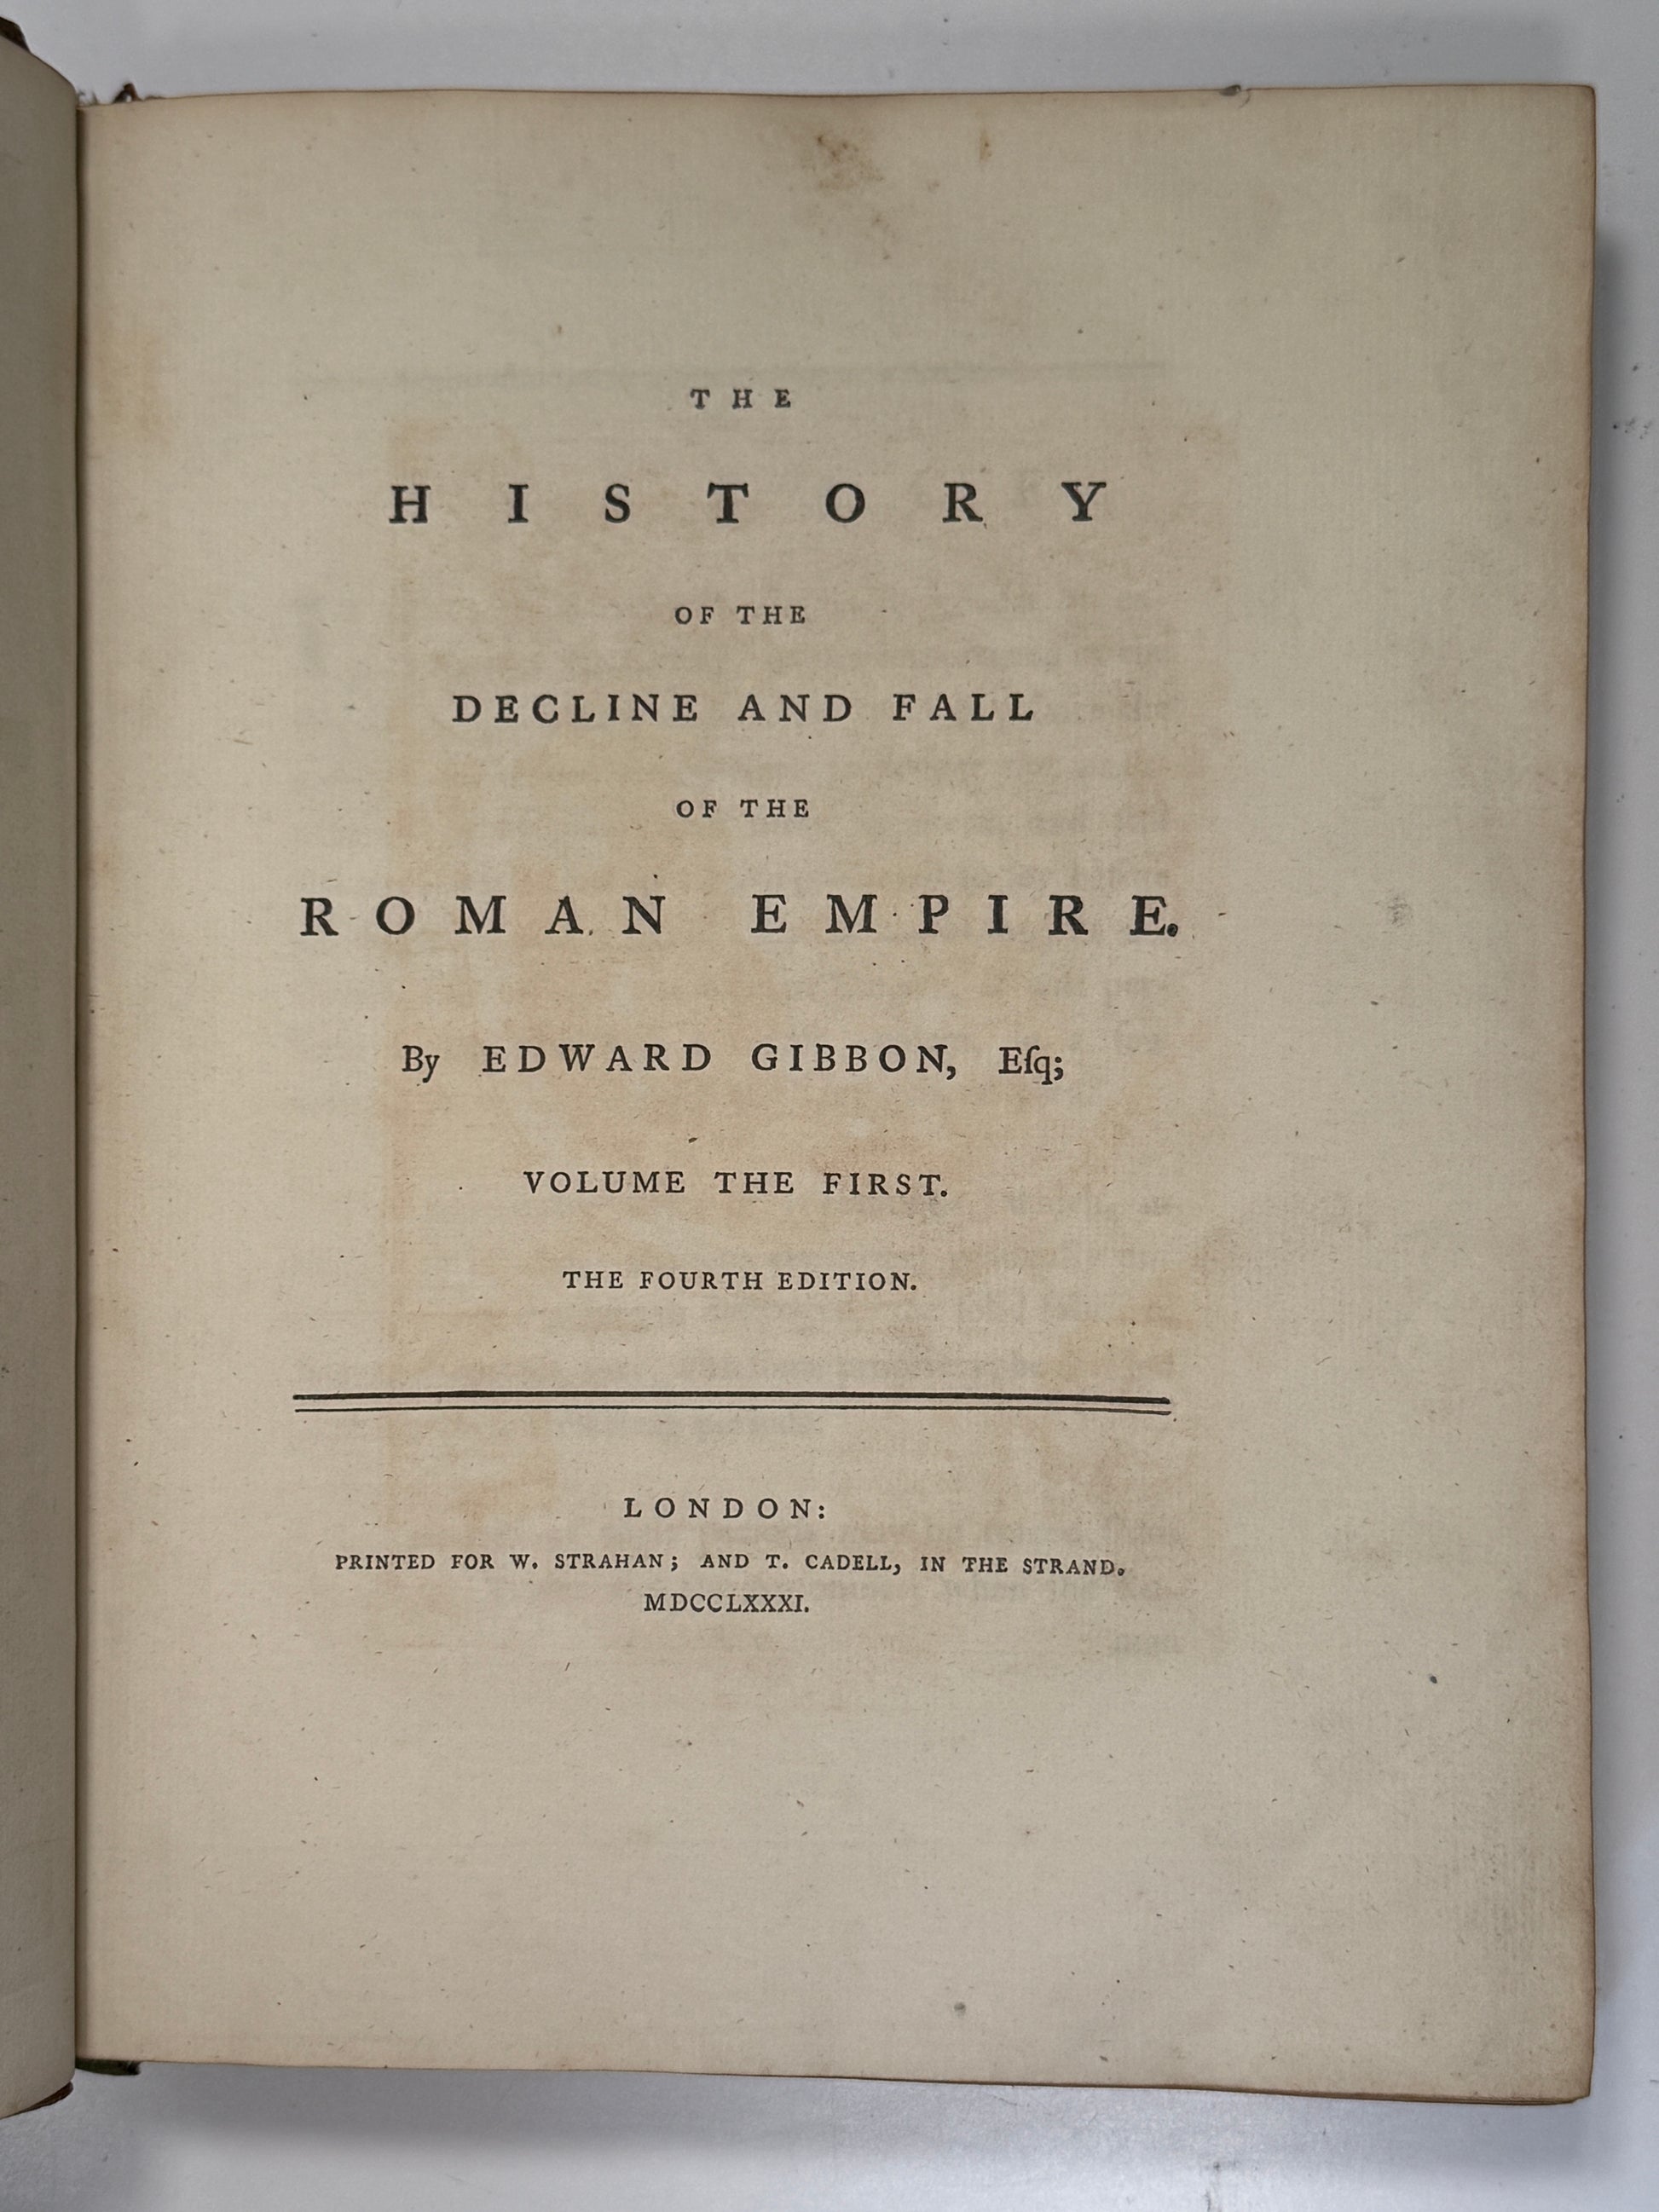 THE
HISTORY
OF THE
DECLINE AND FALL
OF THE
ROMAN EMPIRE.
By EDWARD GIBBON, Eſq;
VOLUME THE FIRST.
THE FOURTH EDITION.
LONDON:
PRINTED FOR W. STRAHAN; AND T. CADELL, IN THE STRAND.
MDCCLXXXI.